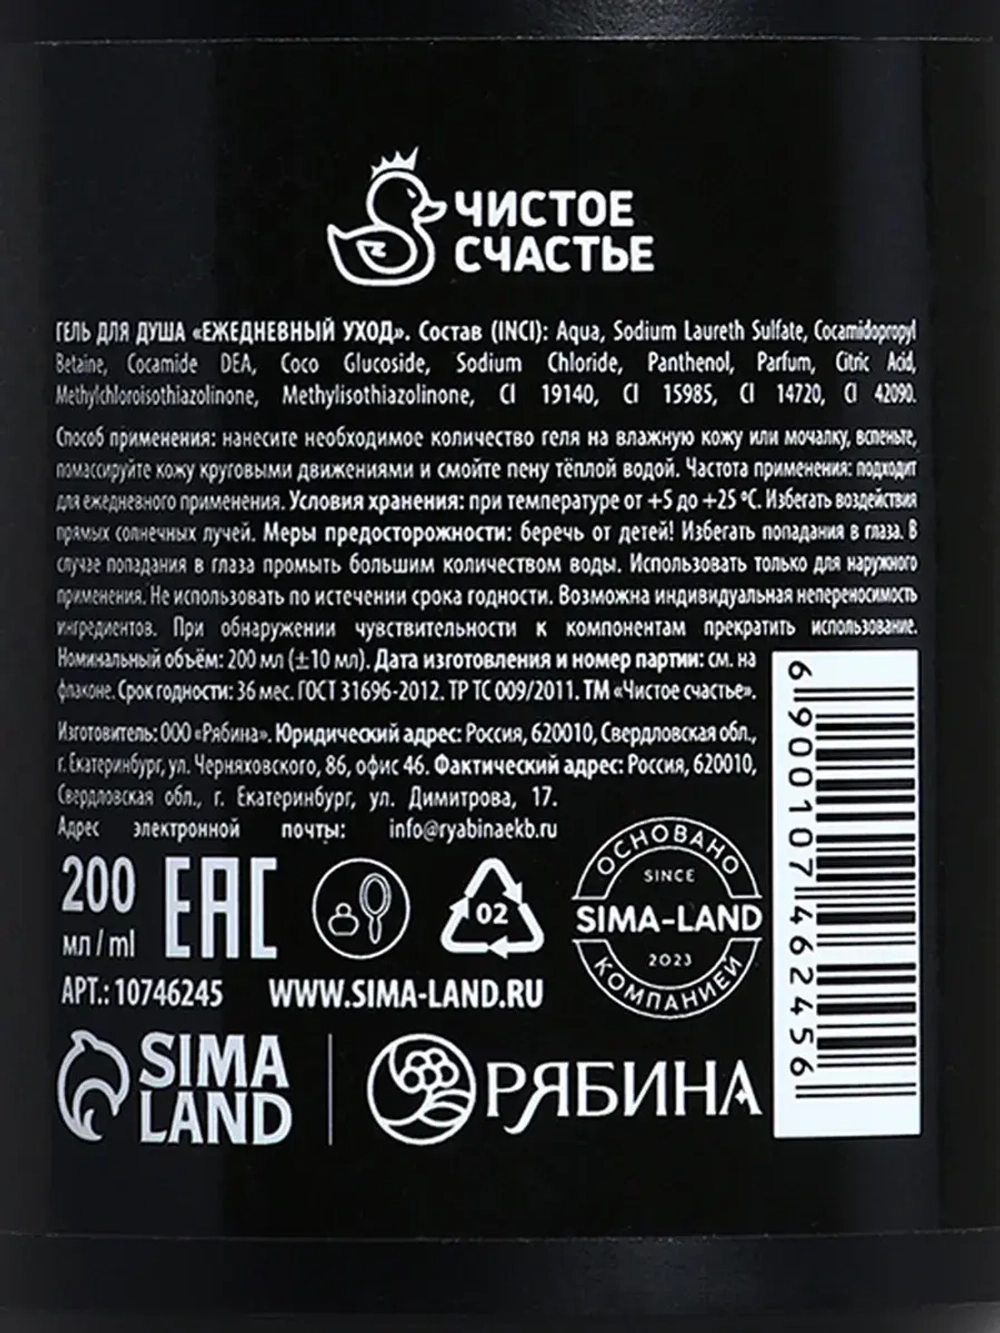 ЧИСТОЕ
СЧАСТЬЕ
ГЕЛЬ ДЛЯ ДУША «ЕЖЕДНЕВНЫЙ УХОД». Состав (INCI): Aqua, Sodium Laureth Sulfate, Cocamidopropyl
Betaine, Cocamide DEA, Coco Glucoside, Sodium Chloride, Panthenol, Parfum, Citric Acid,
Methylchloroisothiazolinone, Methylisothiazolinone, CI 19140, CI 15985, CI 14720, CI 42090.
Способ применения: нанесите необходимое количество геля на влажную кожу или мочалку, вспеньте,
помассируйте кожу круговыми движениями и смойте пену тёплой водой. Частота применения: подходит
для ежедневного применения. Условия хранения: при температуре от +5 до +25 °C. Избегать воздействия
прямых солнечных лучей. Меры предосторожности: беречь от детей! Избегать попадания в глаза. В
случае попадания в глаза промыть большим количеством воды. Использовать только для наружного
применения. Не использовать по истечении срока годности. Возможна индивидуальная непереносимость
ингредиентов. При обнаружении чувствительности к компонентам прекратить использование.
Номинальный объём: 200 мл (±10 мл). Дата изготовления и номер партии: см. на
флаконе. Срок годности: 36 мес. ГОСТ 31696-2012. ТР ТС 009/2011. ТМ «Чистое счастье».
Изготовитель: ООО «Рябина». Юридический адрес: Россия, 620010, Свердловская обл.,
г. Екатеринбург, ул. Черняховского, 86, офис 46. Фактический адрес: Россия, 620010,
Свердловская обл., г. Екатеринбург, ул. Димитрова, 17.
Адрес электронной почты: info@ryabinaekb.ru
200
мл / ml
EAC
02
ОСНОВАНО
SINCE
SIMA-LAND
2023
КОМПАНИЕЙ
АРТ.: 10746245
WWW.SIMA-LAND.RU
SIMA
LAND
РЯБИНА
6 900107 462456